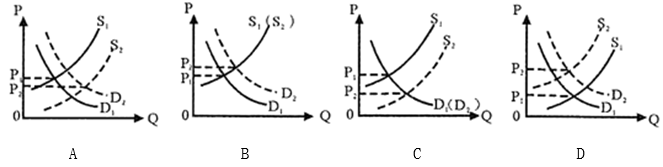 P
S₁
S₂
P₁
P₂
D₂
D₁
0
Q
A
P
S₁(S₂)
P₂
P₁
D₂
D₁
0
Q
B
P
S₁
S₂
P₁
P₂
D₁(D₂)
0
Q
C
P
S₂
S₁
P₂
P₁
D₂
D₁
0
Q
D